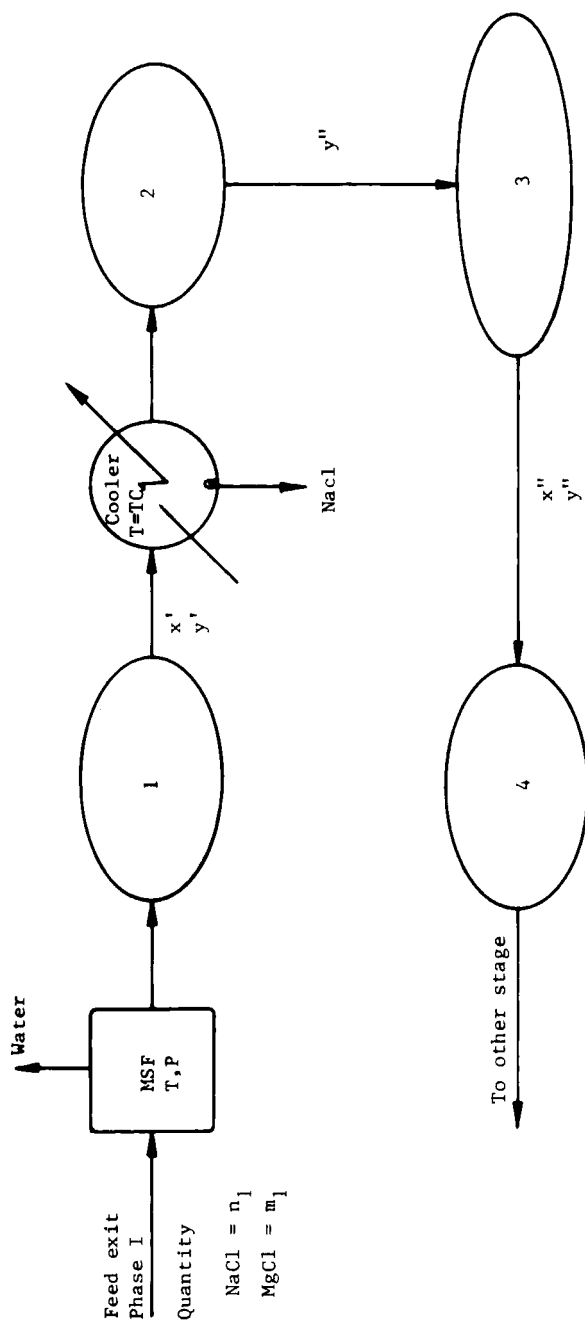 Feed exit
Phase I
Quantity
NaCl = n₁
MgCl = m₁
Water
MSF
T,P
1
x'
y'
Cooler
T=TC
Nacl
2
y"
3
x"
y"
4
To other stage